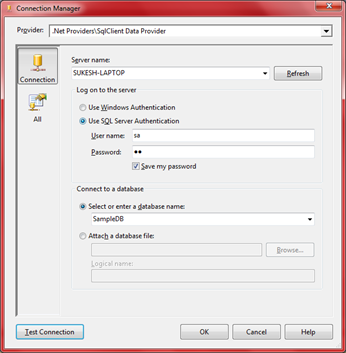 Connection Manager
Provider: .Net Providers\SqlClient Data Provider
Connection
All
Server name:
SUKESH-LAPTOP
Refresh
Log on to the server
Use Windows Authentication
Use SQL Server Authentication
User name: sa
Password: ●●
Save my password
Connect to a database
Select or enter a database name:
SampleDB
Attach a database file:
Browse...
Logical name:
Test Connection OK Cancel Help